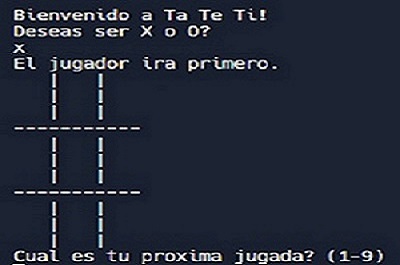 Bienvenido a Ta Te Ti!
Deseas ser X o O?
x
El jugador ira primero.
   |   |
   |   |
   |   |
-----------
   |   |
   |   |
   |   |
-----------
   |   |
   |   |
   |   |
Cual es tu proxima jugada? (1-9)